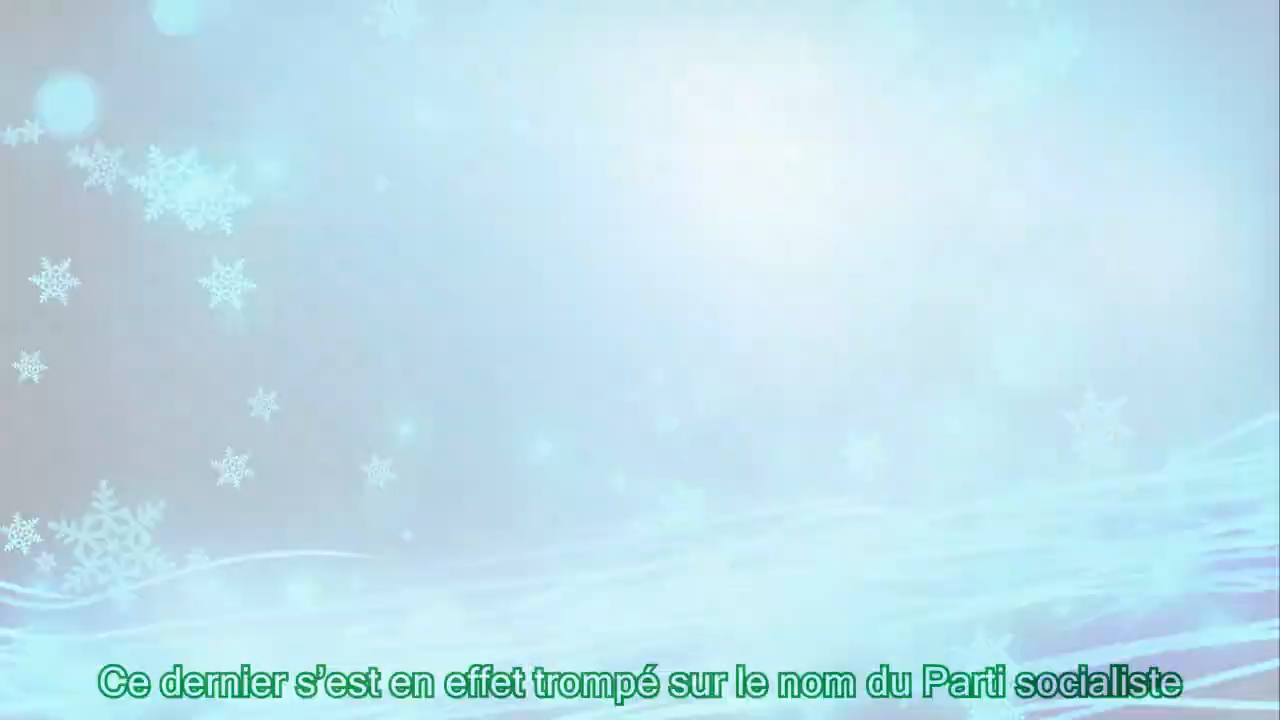 Ce dernier s’est en effet trompé sur le nom du Parti socialiste